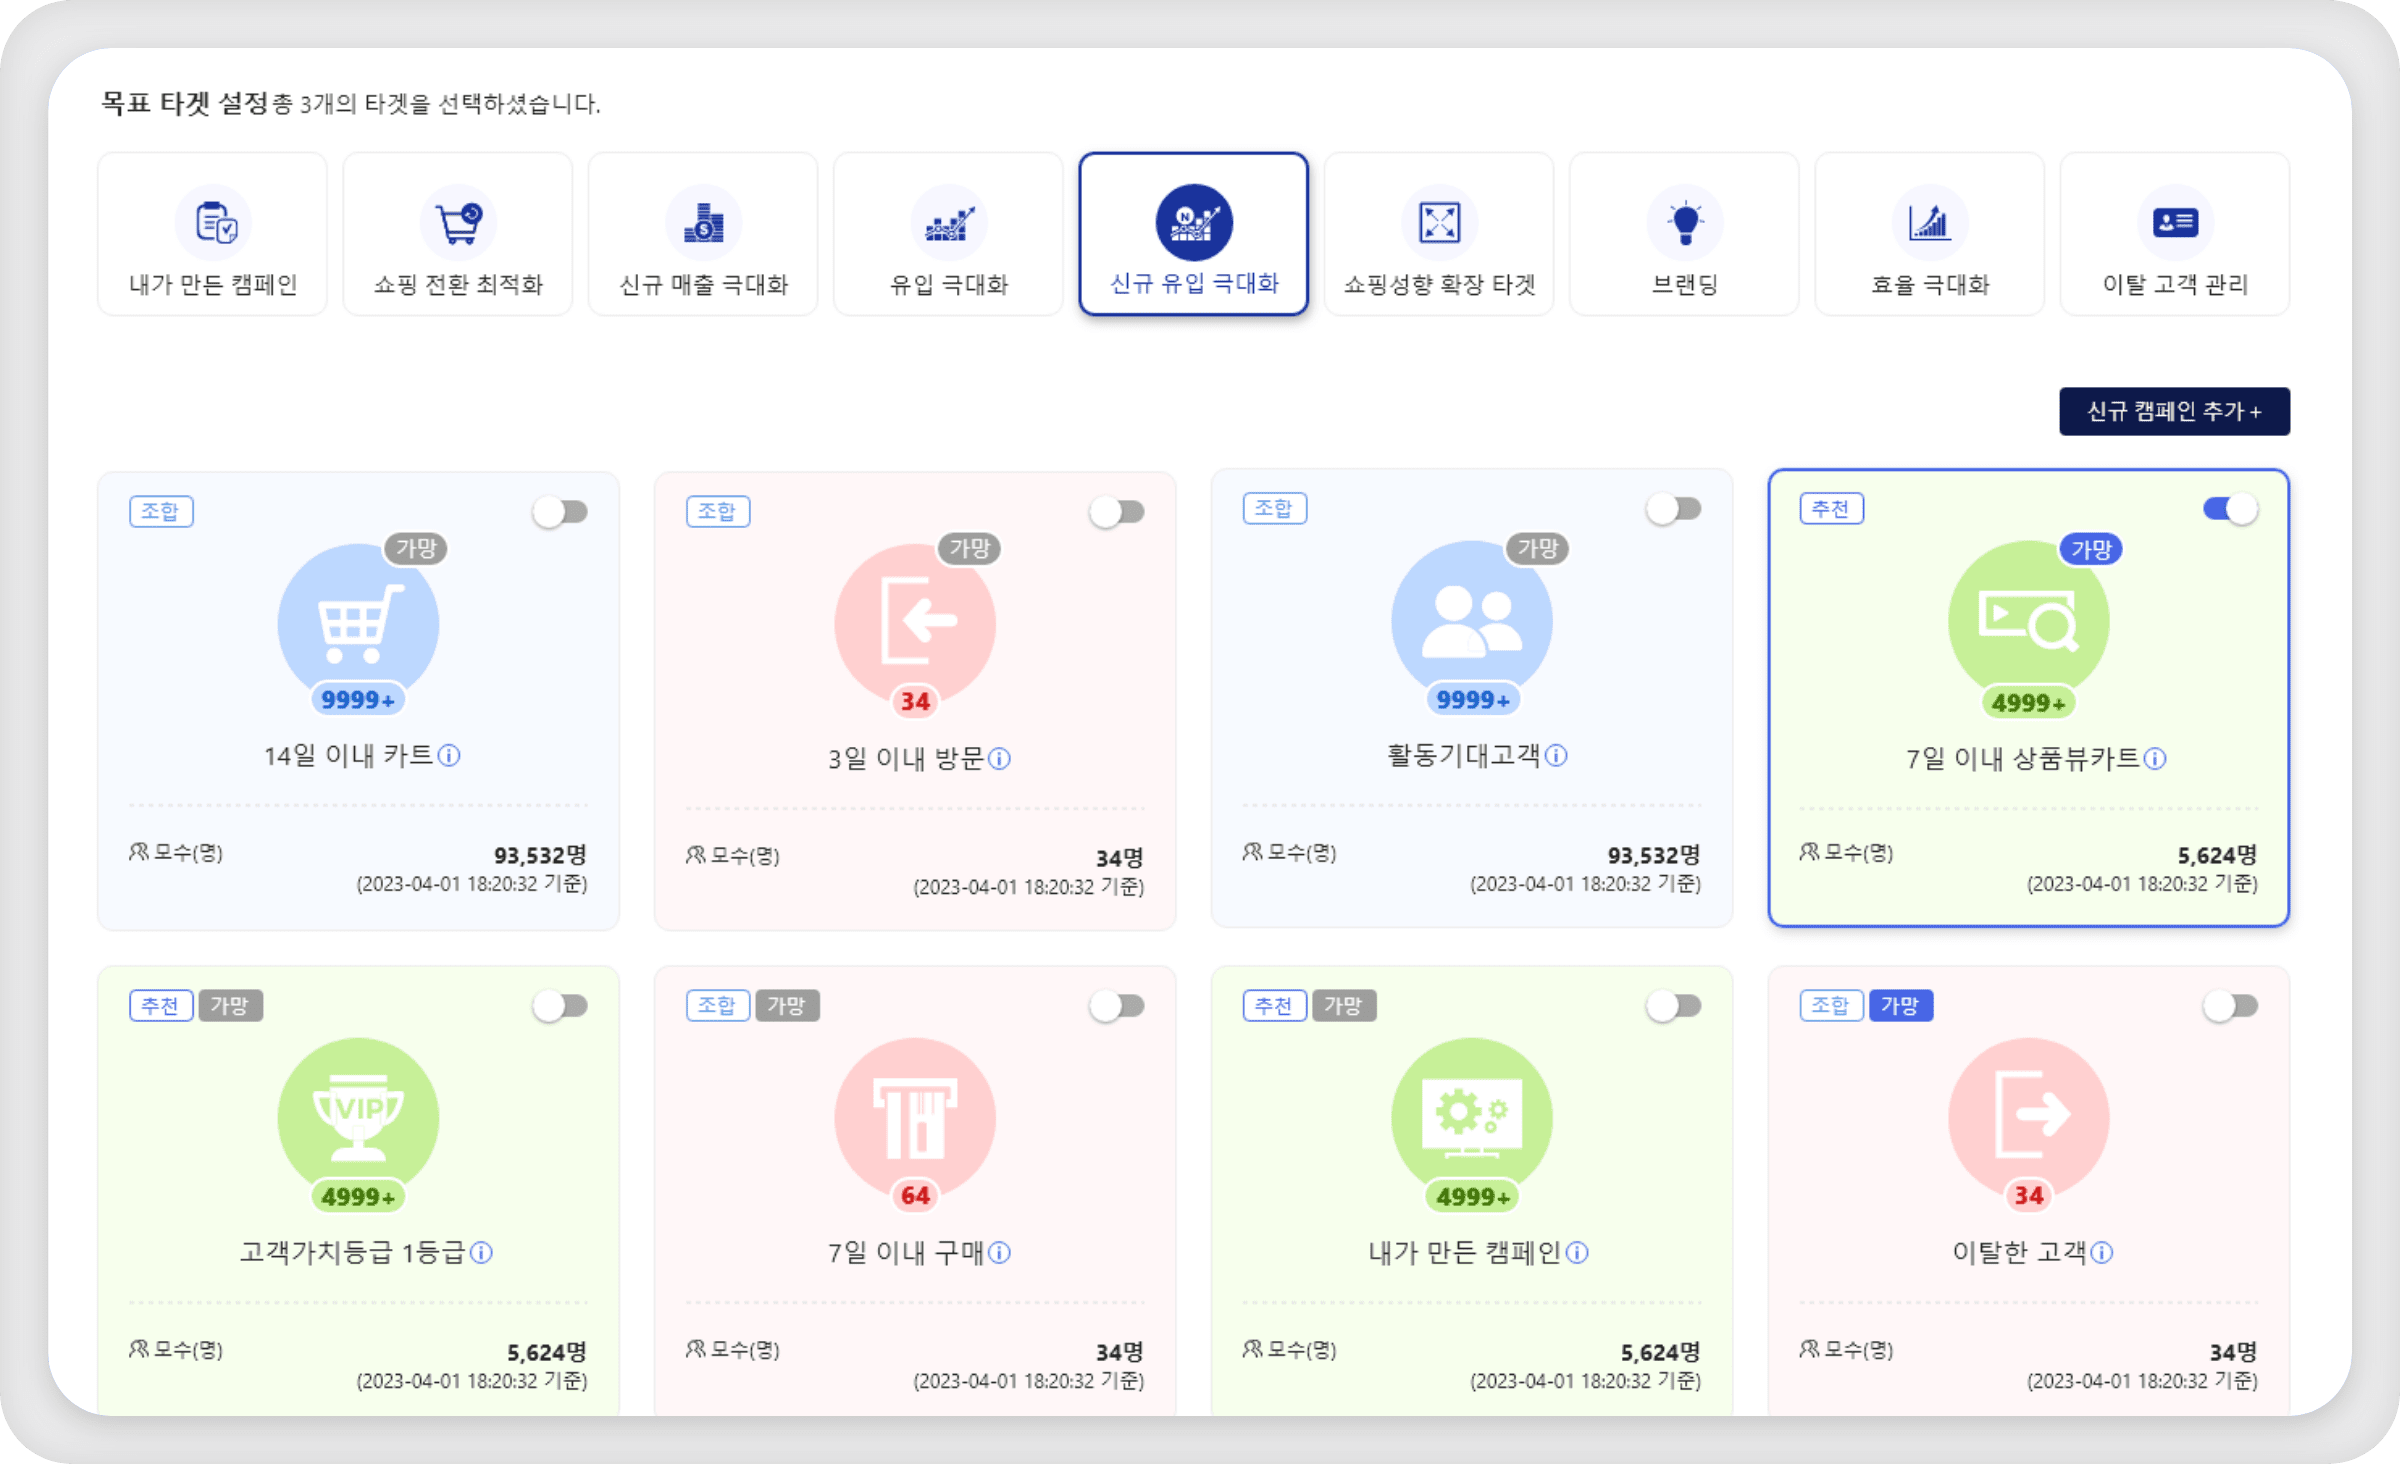 목표 타겟 설정총 3개의 타겟을 선택하셨습니다.
내가 만든 캠페인
쇼핑 전환 최적화
신규 매출 극대화
유입 극대화
N
신규 유입 극대화
쇼핑성향 확장 타겟
브랜딩
효율 극대화
이탈 고객 관리
신규 캠페인 추가 +
조합
가망
9999+
14일 이내 카트
모수(명)
93,532명
(2023-04-01 18:20:32 기준)
조합
가망
34
3일 이내 방문
모수(명)
34명
(2023-04-01 18:20:32 기준)
조합
가망
9999+
활동기대고객
모수(명)
93,532명
(2023-04-01 18:20:32 기준)
추천
가망
4999+
7일 이내 상품뷰카트
모수(명)
5,624명
(2023-04-01 18:20:32 기준)
추천 가망
VIP
4999+
고객가치등급 1등급
모수(명)
5,624명
(2023-04-01 18:20:32 기준)
조합 가망
64
7일 이내 구매
모수(명)
34명
(2023-04-01 18:20:32 기준)
추천 가망
4999+
내가 만든 캠페인
모수(명)
5,624명
(2023-04-01 18:20:32 기준)
조합 가망
34
이탈한 고객
모수(명)
34명
(2023-04-01 18:20:32 기준)